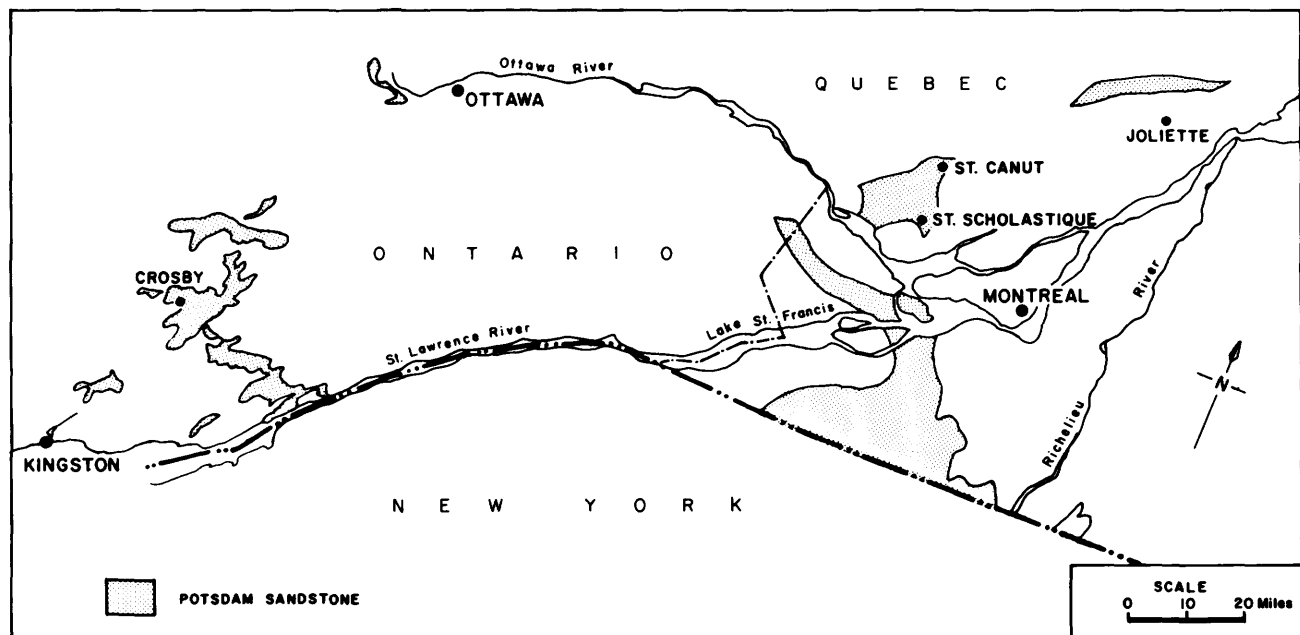 Ottawa River
QUEBEC
OTTAWA
JOLIETTE
ST. CANUT
ST. SCHOLASTIQUE
ONTARIO
CROSBY
MONTREAL
River
Lake St. Francis
St. Lawrence River
N
Richelieu
KINGSTON
NEW YORK
POTSDAM SANDSTONE
SCALE
0 10 20 Miles